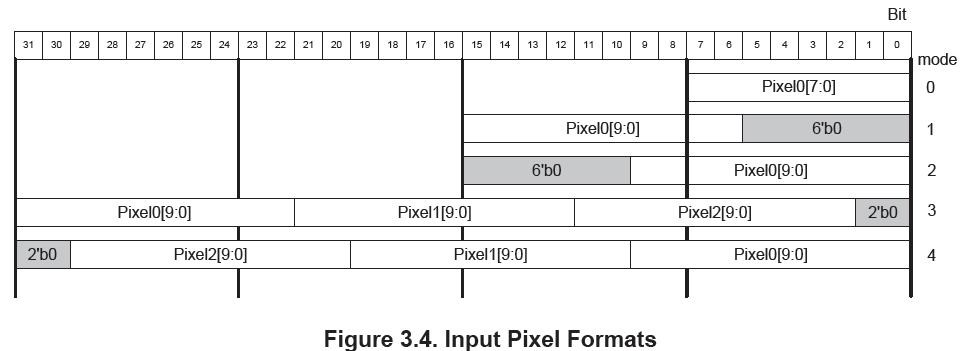 Bit
31 30 29 28 27 26 25 24 23 22 21 20 19 18 17 16 15 14 13 12 11 10 9 8 7 6 5 4 3 2 1 0
mode
Pixel0[7:0] 0
Pixel0[9:0] 6'b0 1
6'b0 Pixel0[9:0] 2
Pixel0[9:0] Pixel1[9:0] Pixel2[9:0] 2'b0 3
2'b0 Pixel2[9:0] Pixel1[9:0] Pixel0[9:0] 4
Figure 3.4. Input Pixel Formats